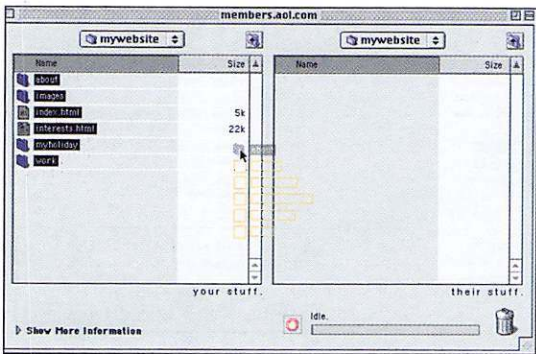 members.aol.com
mywebsite mywebsite
Name Size Name Size
about
images
index.html 5k
interests.html 22k
myholiday about
work
your stuff. their stuff.
Idle.
Show More Information